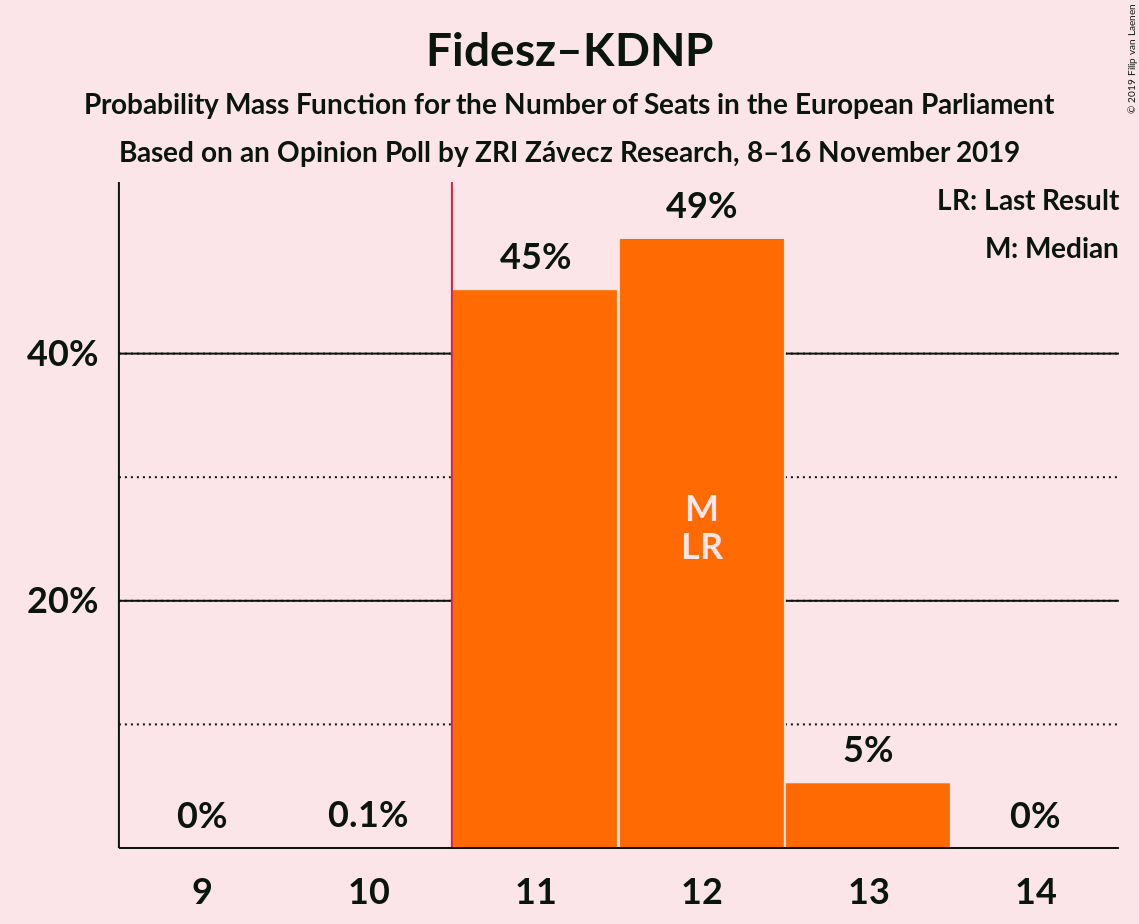 Fidesz–KDNP
Probability Mass Function for the Number of Seats in the European Parliament
Based on an Opinion Poll by ZRI Závecz Research, 8–16 November 2019
© 2019 Filip van Laenen
LR: Last Result
M: Median
49%
45%
40%
M
LR
20%
5%
0%
0.1%
0%
9
10
11
12
13
14